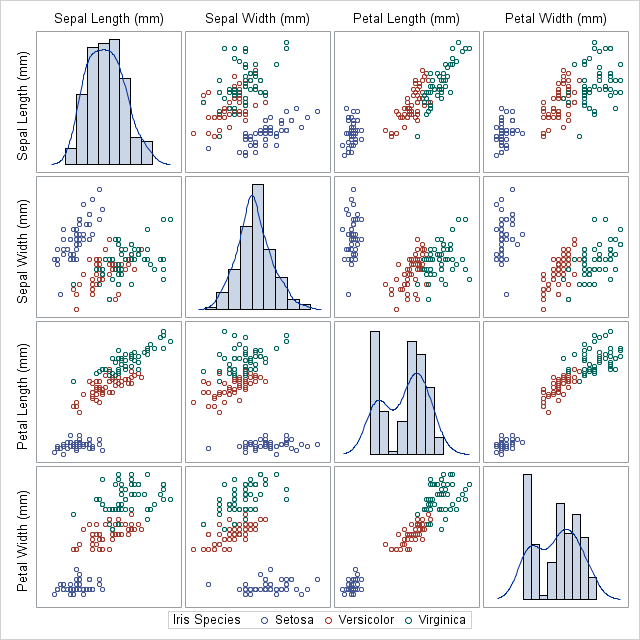 Sepal Length (mm) Sepal Width (mm) Petal Length (mm) Petal Width (mm)
Sepal Length (mm)
Sepal Width (mm)
Petal Length (mm)
Petal Width (mm)
Iris Species Setosa Versicolor Virginica